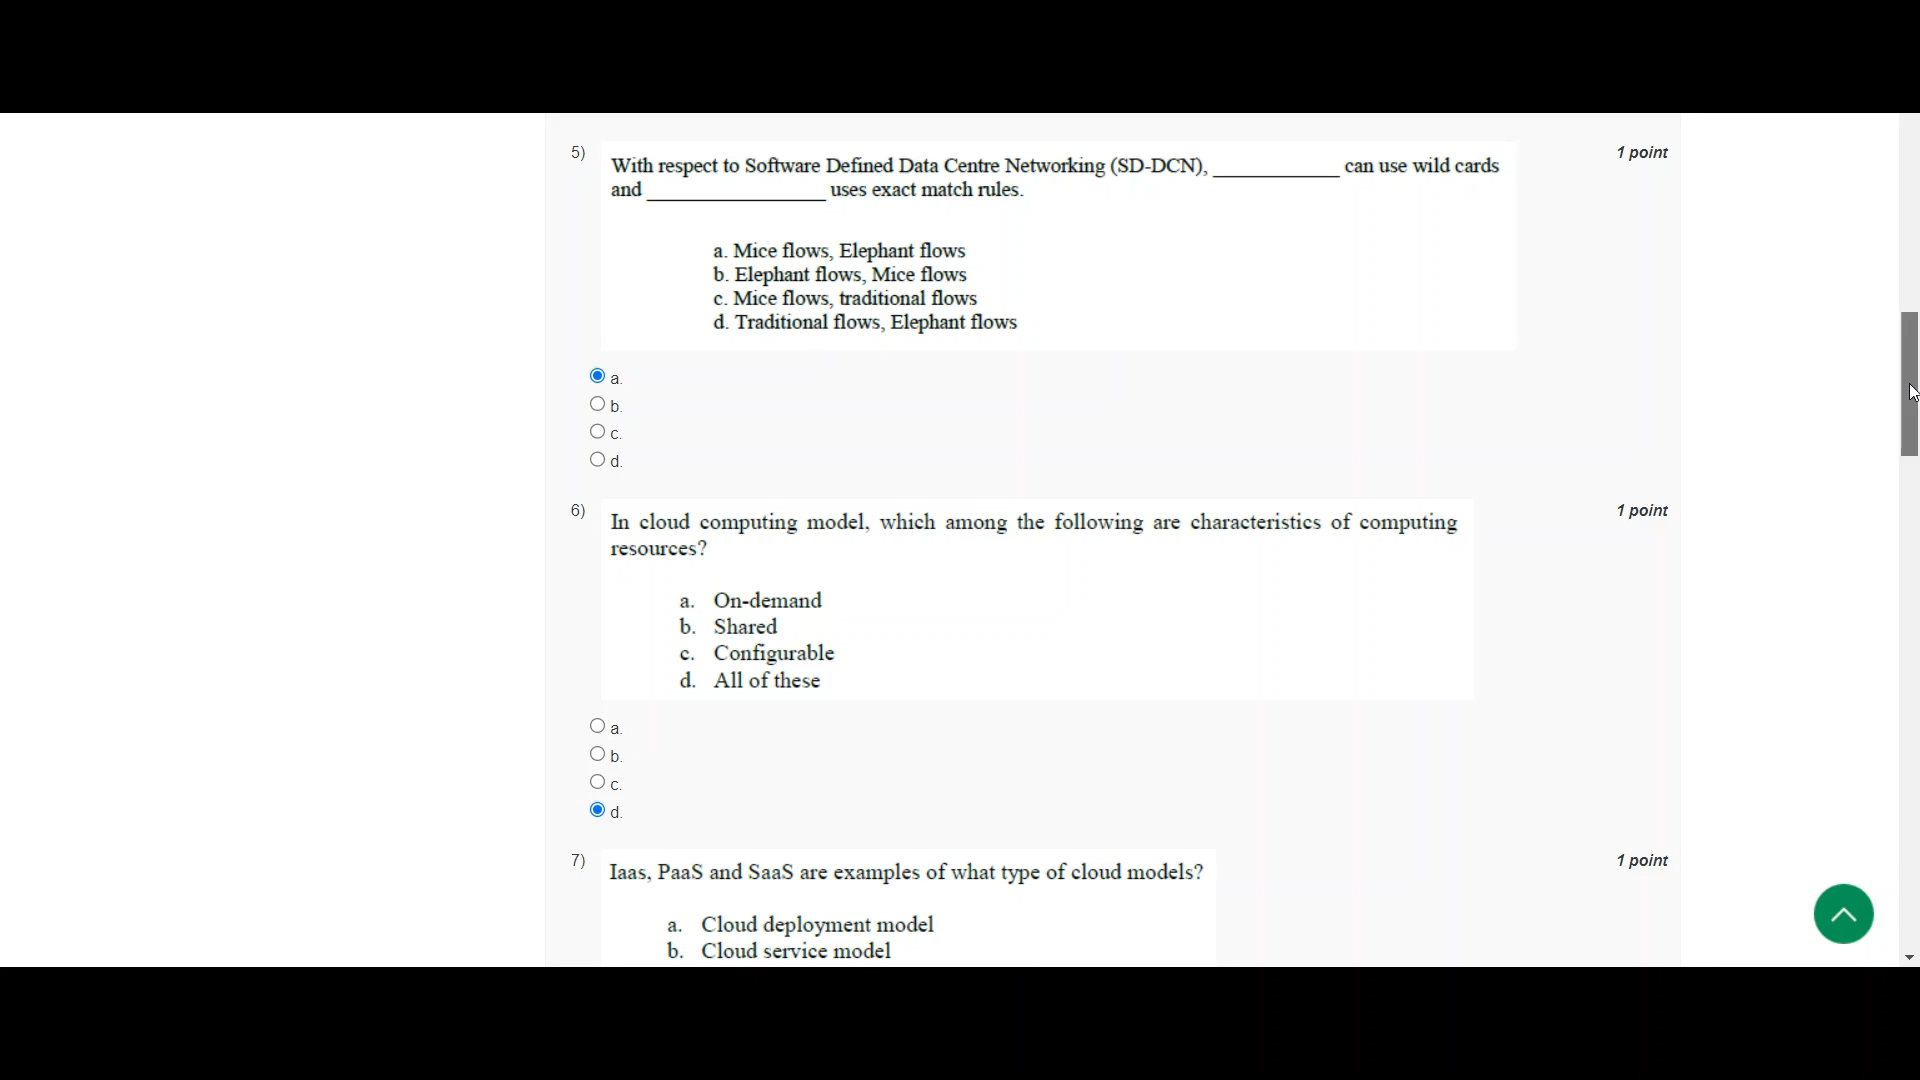 5)
1 point
With respect to Software Defined Data Centre Networking (SD-DCN), ____________ can use wild cards
and _________________ uses exact match rules.
a. Mice flows, Elephant flows
b. Elephant flows, Mice flows
c. Mice flows, traditional flows
d. Traditional flows, Elephant flows
a.
b.
c.
d.
6)
1 point
In cloud computing model, which among the following are characteristics of computing
resources?
a. On-demand
b. Shared
c. Configurable
d. All of these
a.
b.
c.
d.
7)
1 point
Iaas, PaaS and SaaS are examples of what type of cloud models?
a. Cloud deployment model
b. Cloud service model